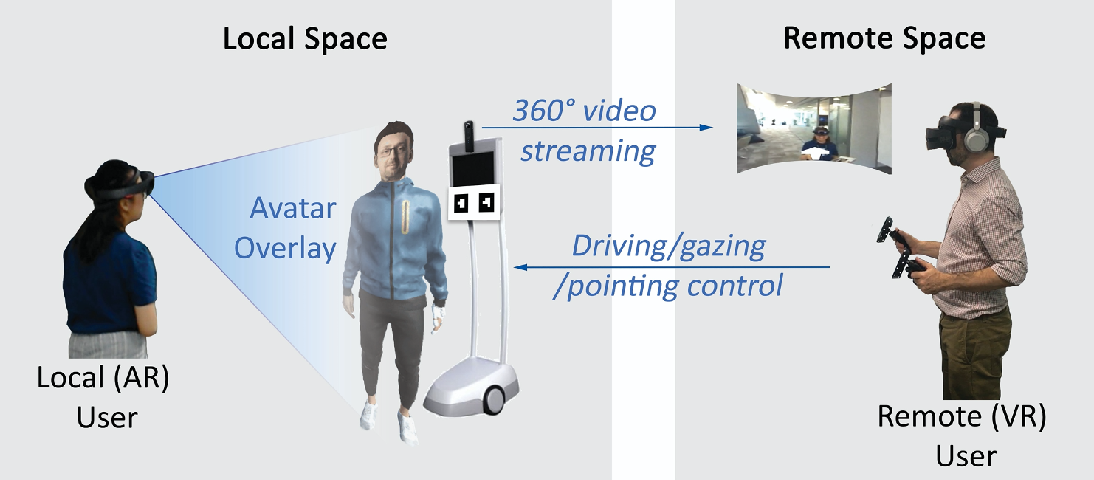 Local Space
Remote Space
360° video
streaming
Avatar
Overlay
Driving/gazing
/pointing control
Local (AR)
User
Remote (VR)
User